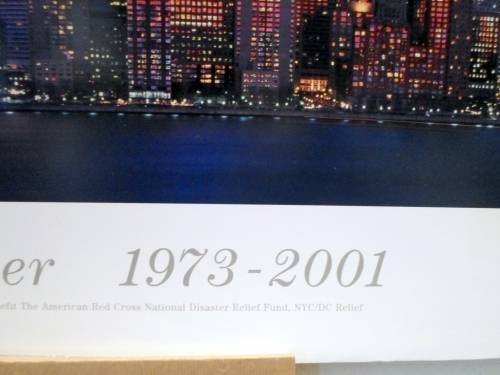 er 1973-2001
efit The American Red Cross National Disaster Relief Fund, NYC/DC Relief